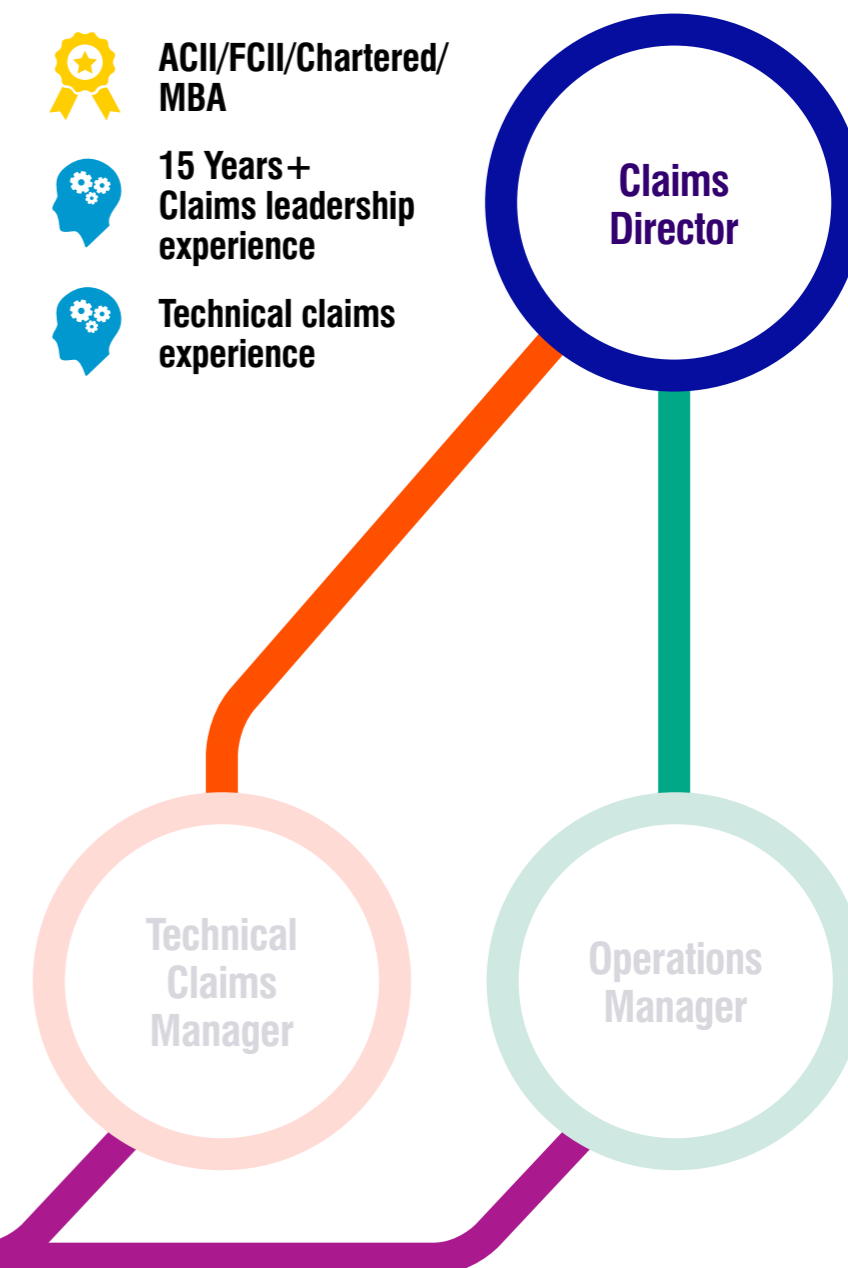 ACII/FCII/Chartered/
MBA
15 Years+
Claims leadership
experience
Technical claims
experience
Claims
Director
Technical
Claims
Manager
Operations
Manager